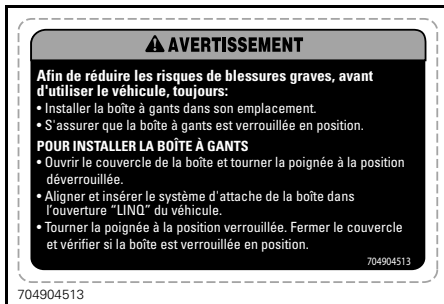 AVERTISSEMENT
Afin de réduire les risques de blessures graves, avant
d'utiliser le véhicule, toujours:
• Installer la boîte à gants dans son emplacement.
• S'assurer que la boîte à gants est verrouillée en position.
POUR INSTALLER LA BOÎTE À GANTS
• Ouvrir le couvercle de la boîte et tourner la poignée à la position
déverrouillée.
• Aligner et insérer le système d'attache de la boîte dans
l'ouverture "LINQ" du véhicule.
• Tourner la poignée à la position verrouillée. Fermer le couvercle
et vérifier si la boîte est verrouillée en position.
704904513
704904513